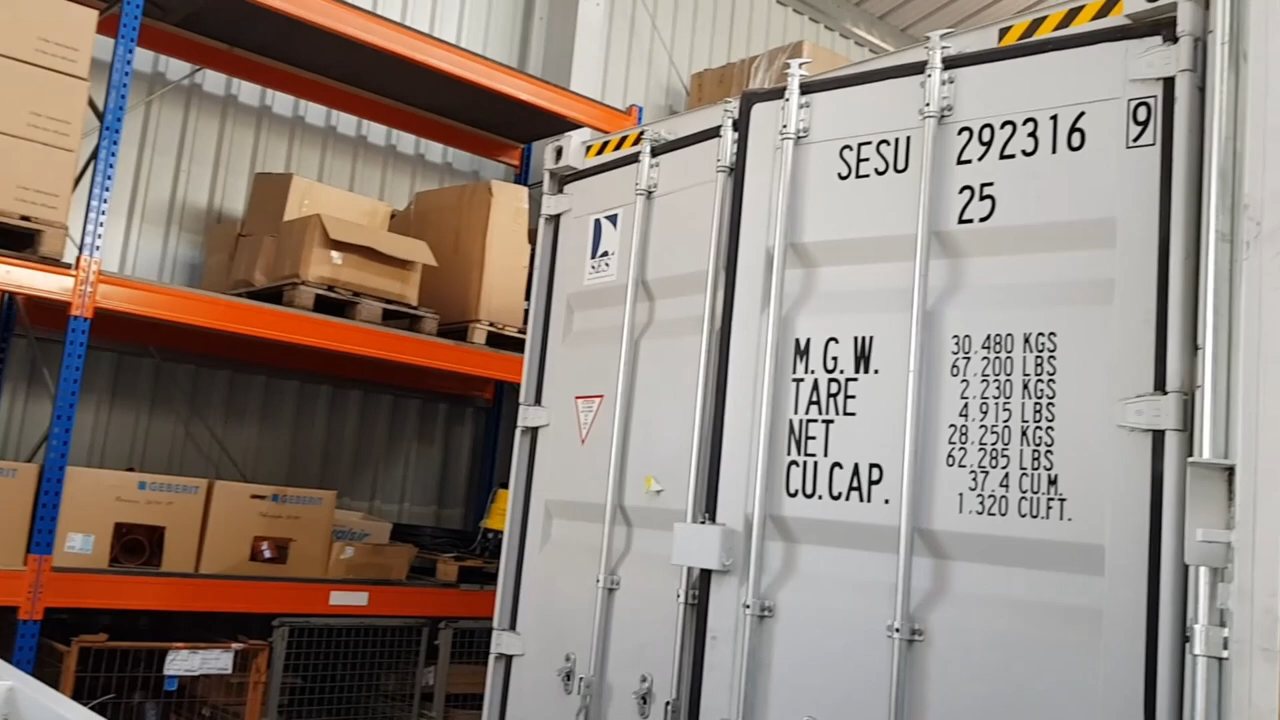 SESU 292316 9
25
SES
M.G.W. 30.480 KGS
67.200 LBS
TARE 2.230 KGS
4.915 LBS
NET 28.250 KGS
62.285 LBS
CU.CAP. 37.4 CU.M.
1.320 CU.FT.
GEBERIT
GEBERIT